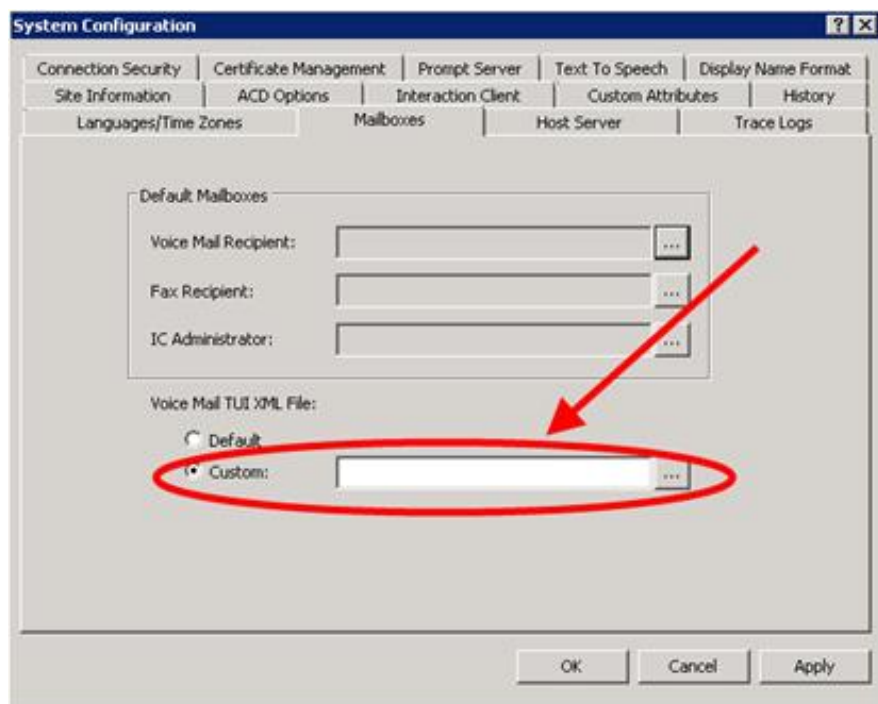 System Configuration
Connection Security Certificate Management Prompt Server Text To Speech Display Name Format
Site Information ACD Options Interaction Client Custom Attributes History
Languages/Time Zones Mailboxes Host Server Trace Logs
Default Mailboxes
Voice Mail Recipient: ...
Fax Recipient: ...
IC Administrator: ...
Voice Mail TUI XML File:
Default
Custom: ...
OK Cancel Apply